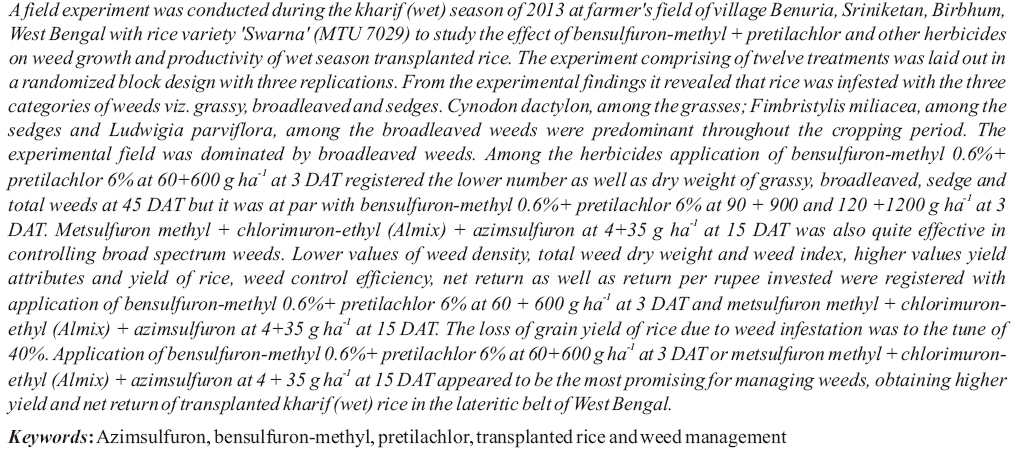 A field experiment was conducted during the kharif (wet) season of 2013 at farmer's field of village Benuria, Sriniketan, Birbhum,
West Bengal with rice variety 'Swarna' (MTU 7029) to study the effect of bensulfuron-methyl + pretilachlor and other herbicides
on weed growth and productivity of wet season transplanted rice. The experiment comprising of twelve treatments was laid out in
a randomized block design with three replications. From the experimental findings it revealed that rice was infested with the three
categories of weeds viz. grassy, broadleaved and sedges. Cynodon dactylon, among the grasses; Fimbristylis miliacea, among the
sedges and Ludwigia parviflora, among the broadleaved weeds were predominant throughout the cropping period. The
experimental field was dominated by broadleaved weeds. Among the herbicides application of bensulfuron-methyl 0.6%+
pretilachlor 6% at 60+600 g ha⁻¹ at 3 DAT registered the lower number as well as dry weight of grassy, broadleaved, sedge and
total weeds at 45 DAT but it was at par with bensulfuron-methyl 0.6%+ pretilachlor 6% at 90 + 900 and 120 +1200 g ha⁻¹ at 3
DAT. Metsulfuron methyl + chlorimuron-ethyl (Almix) + azimsulfuron at 4+35 g ha⁻¹ at 15 DAT was also quite effective in
controlling broad spectrum weeds. Lower values of weed density, total weed dry weight and weed index, higher values yield
attributes and yield of rice, weed control efficiency, net return as well as return per rupee invested were registered with
application of bensulfuron-methyl 0.6%+ pretilachlor 6% at 60 + 600 g ha⁻¹ at 3 DAT and metsulfuron methyl + chlorimuron-
ethyl (Almix) + azimsulfuron at 4+35 g ha⁻¹ at 15 DAT. The loss of grain yield of rice due to weed infestation was to the tune of
40%. Application of bensulfuron-methyl 0.6%+ pretilachlor 6% at 60+600 g ha⁻¹ at 3 DAT or metsulfuron methyl + chlorimuron-
ethyl (Almix) + azimsulfuron at 4 + 35 g ha⁻¹ at 15 DAT appeared to be the most promising for managing weeds, obtaining higher
yield and net return of transplanted kharif (wet) rice in the lateritic belt of West Bengal.
Keywords: Azimsulfuron, bensulfuron-methyl, pretilachlor, transplanted rice and weed management